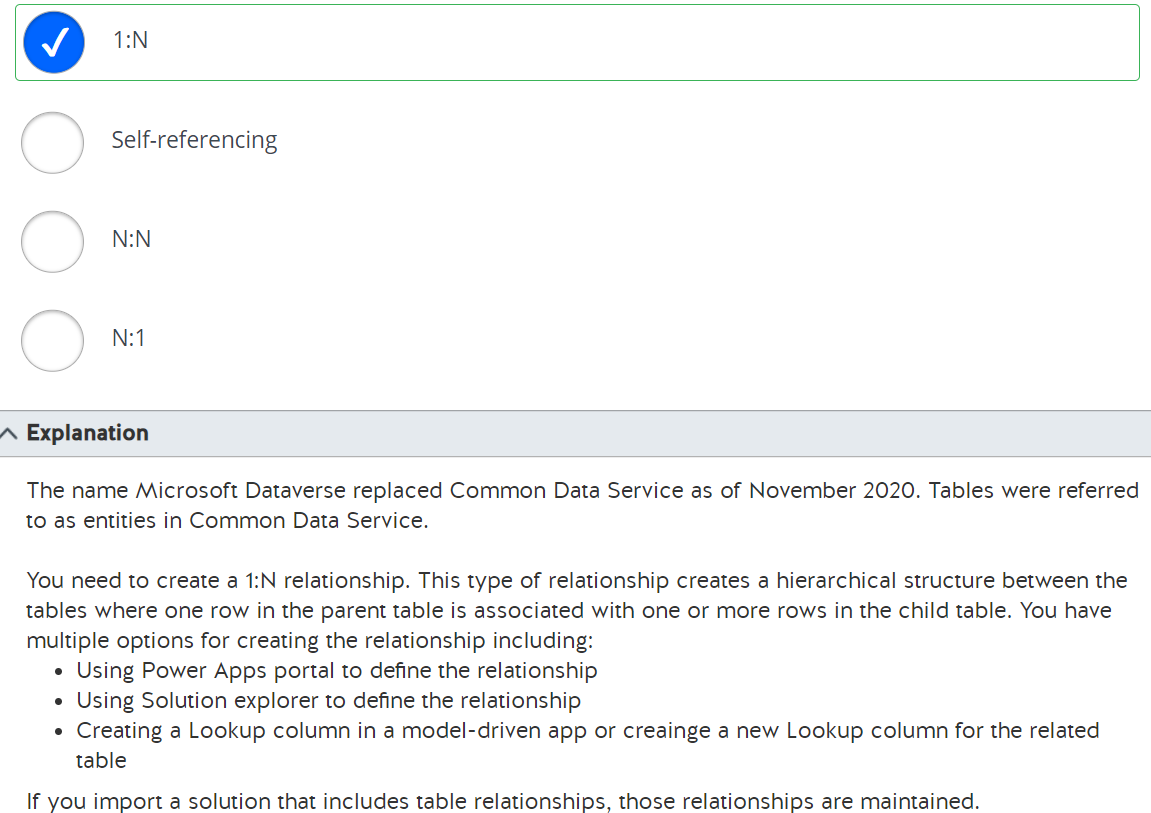 1:N
Self-referencing
N:N
N:1
Explanation
The name Microsoft Dataverse replaced Common Data Service as of November 2020. Tables were referred
to as entities in Common Data Service.
You need to create a 1:N relationship. This type of relationship creates a hierarchical structure between the
tables where one row in the parent table is associated with one or more rows in the child table. You have
multiple options for creating the relationship including:
• Using Power Apps portal to define the relationship
• Using Solution explorer to define the relationship
• Creating a Lookup column in a model-driven app or creainge a new Lookup column for the related
table
If you import a solution that includes table relationships, those relationships are maintained.